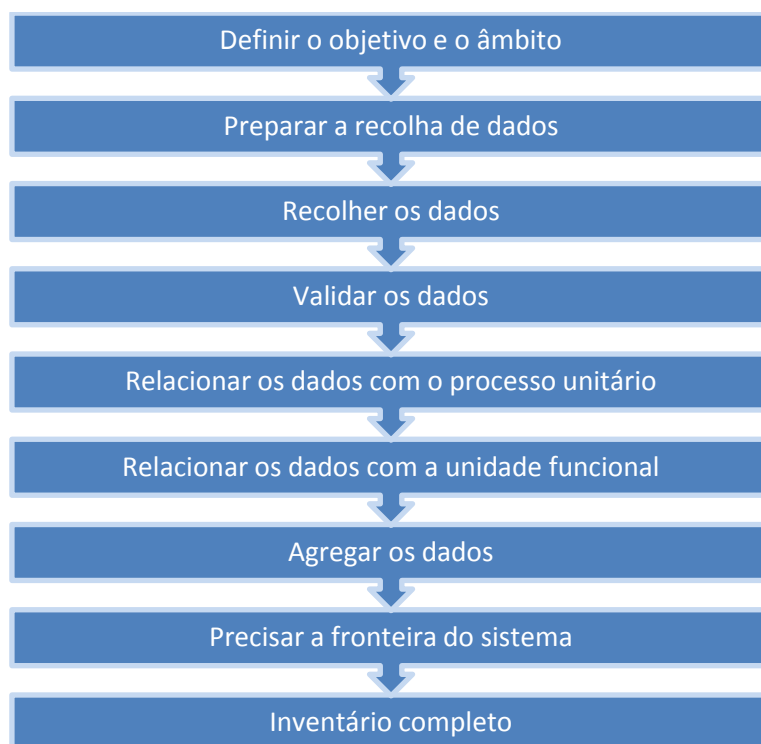 Definir o objetivo e o âmbito
Preparar a recolha de dados
Recolher os dados
Validar os dados
Relacionar os dados com o processo unitário
Relacionar os dados com a unidade funcional
Agregar os dados
Precisar a fronteira do sistema
Inventário completo